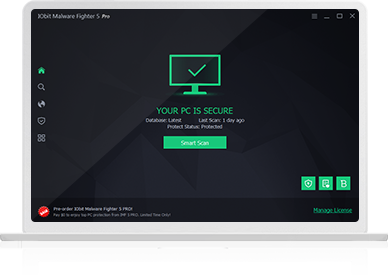 IObit Malware Fighter 5 Pro
YOUR PC IS SECURE
Database: Latest Last Scan: 1 day ago
Protect Status: Protected
Smart Scan
Pre-order IObit Malware Fighter 5 PRO!
Pay $0 to enjoy top PC protection from IMF 5 PRO. Limited Time Only!
Manage License